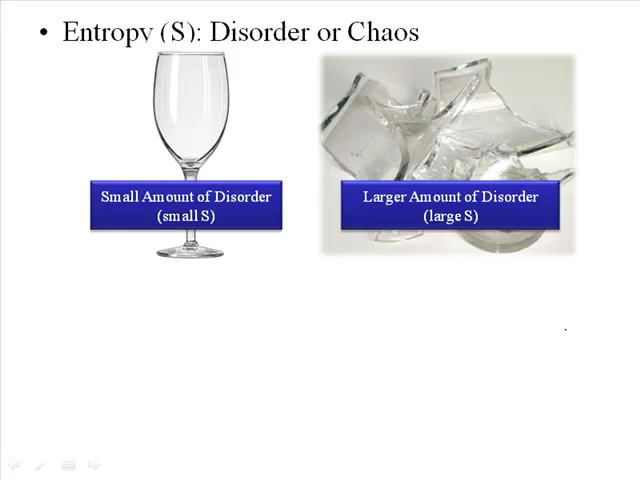 • Entropy (S): Disorder or Chaos
Small Amount of Disorder
(small S)
Larger Amount of Disorder
(large S)